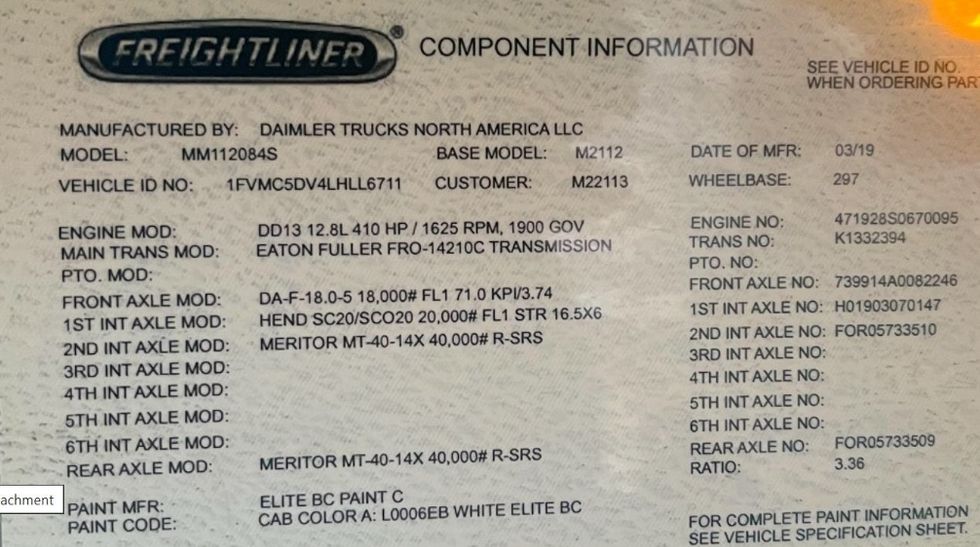 FREIGHTLINER ® COMPONENT INFORMATION
SEE VEHICLE ID NO.
WHEN ORDERING PAR
MANUFACTURED BY: DAIMLER TRUCKS NORTH AMERICA LLC
MODEL: MM112084S BASE MODEL: M2112 DATE OF MFR: 03/19
VEHICLE ID NO: 1FVMC5DV4LHLL6711 CUSTOMER: M22113 WHEELBASE: 297
ENGINE MOD: DD13 12.8L 410 HP / 1625 RPM, 1900 GOV ENGINE NO: 471928S0670095
MAIN TRANS MOD: EATON FULLER FRO-14210C TRANSMISSION TRANS NO: K1332394
PTO. MOD: PTO. NO:
FRONT AXLE MOD: DA-F-18.0-5 18,000# FL1 71.0 KPI/3.74 FRONT AXLE NO: 739914A0082246
1ST INT AXLE MOD: HEND SC20/SCO20 20,000# FL1 STR 16.5X6 1ST INT AXLE NO: H01903070147
2ND INT AXLE MOD: MERITOR MT-40-14X 40,000# R-SRS 2ND INT AXLE NO: FOR05733510
3RD INT AXLE MOD: 3RD INT AXLE NO:
4TH INT AXLE MOD: 4TH INT AXLE NO:
5TH INT AXLE MOD: 5TH INT AXLE NO:
6TH INT AXLE MOD: 6TH INT AXLE NO:
REAR AXLE MOD: MERITOR MT-40-14X 40,000# R-SRS REAR AXLE NO: FOR05733509
RATIO: 3.36
achment
PAINT MFR: ELITE BC PAINT C
PAINT CODE: CAB COLOR A: L0006EB WHITE ELITE BC
FOR COMPLETE PAINT INFORMATION
SEE VEHICLE SPECIFICATION SHEET.